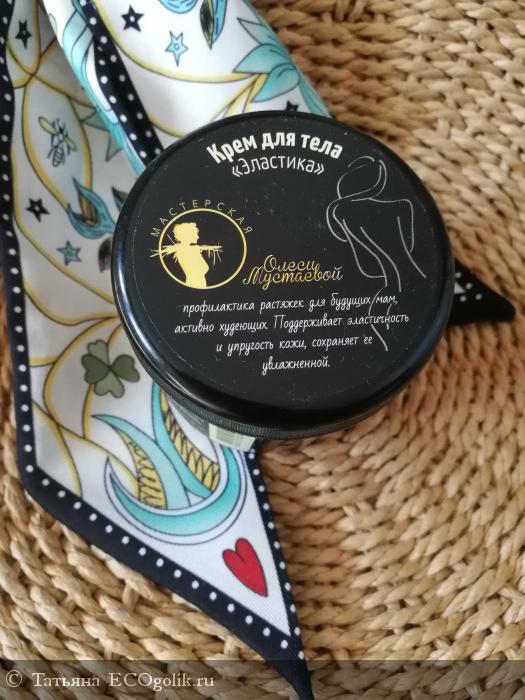 Крем для тела
«Эластика»
МАСТЕРСКАЯ
Олеси
Мустаевой
профилактика растяжек для будущих мам,
активно худеющих. Поддерживает эластичность
и упругость кожи, сохраняет ее
увлажненной.
© Татьяна ECOgolik.ru